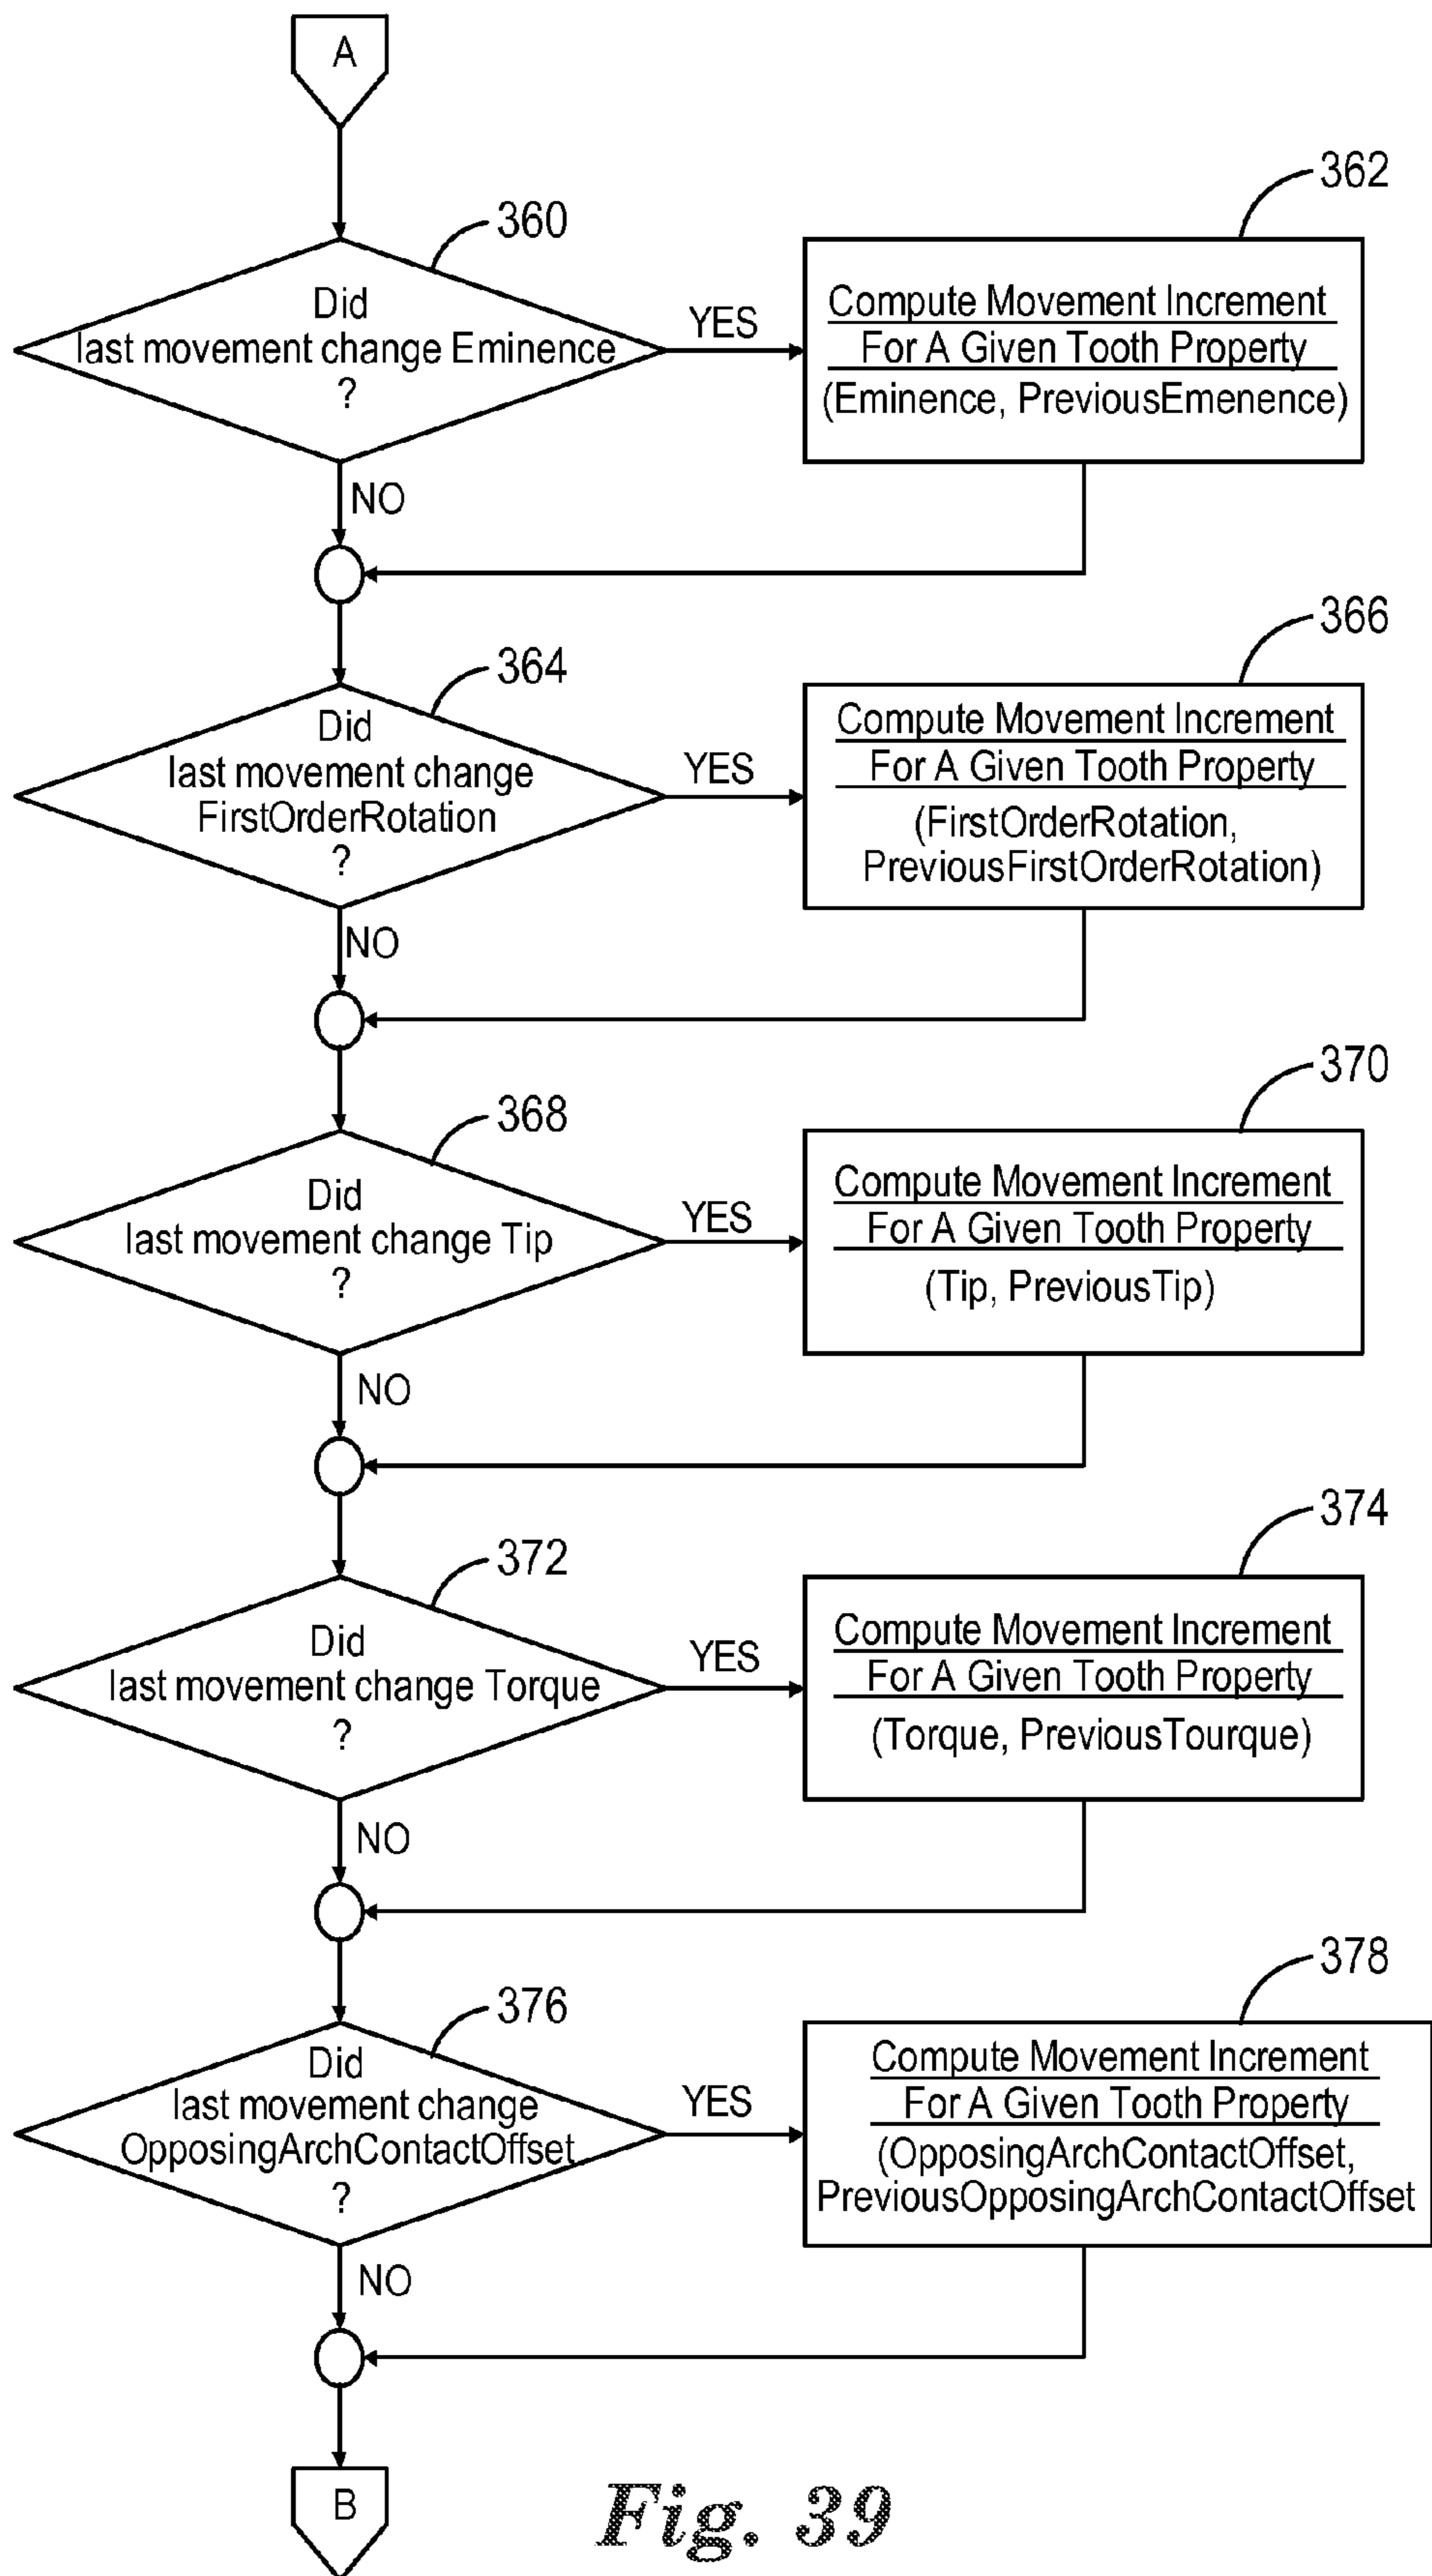 A
360
362
Did
last movement change Eminence
?
YES
Compute Movement Increment
For A Given Tooth Property
(Eminence, PreviousEmenence)
NO
364
366
Did
last movement change
FirstOrderRotation
?
YES
Compute Movement Increment
For A Given Tooth Property
(FirstOrderRotation,
PreviousFirstOrderRotation)
NO
368
370
Did
last movement change Tip
?
YES
Compute Movement Increment
For A Given Tooth Property
(Tip, PreviousTip)
NO
372
374
Did
last movement change Torque
?
YES
Compute Movement Increment
For A Given Tooth Property
(Torque, PreviousTourque)
NO
376
378
Did
last movement change
OpposingArchContactOffset
?
YES
Compute Movement Increment
For A Given Tooth Property
(OpposingArchContactOffset,
PreviousOpposingArchContactOffset
NO
B
Fig. 39